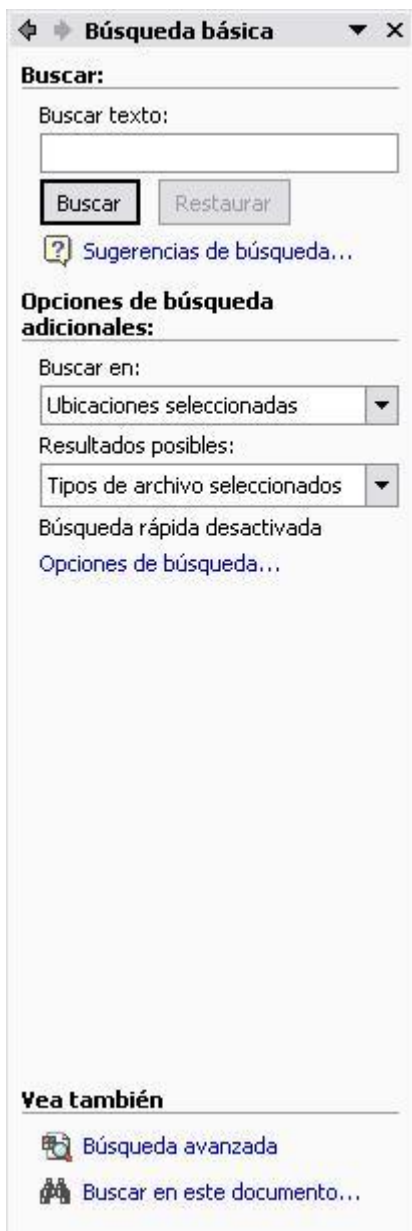 Búsqueda básica
Buscar:
Buscar texto:
Buscar Restaurar
Sugerencias de búsqueda...
Opciones de búsqueda
adicionales:
Buscar en:
Ubicaciones seleccionadas
Resultados posibles:
Tipos de archivo seleccionados
Búsqueda rápida desactivada
Opciones de búsqueda...
Vea también
Búsqueda avanzada
Buscar en este documento...